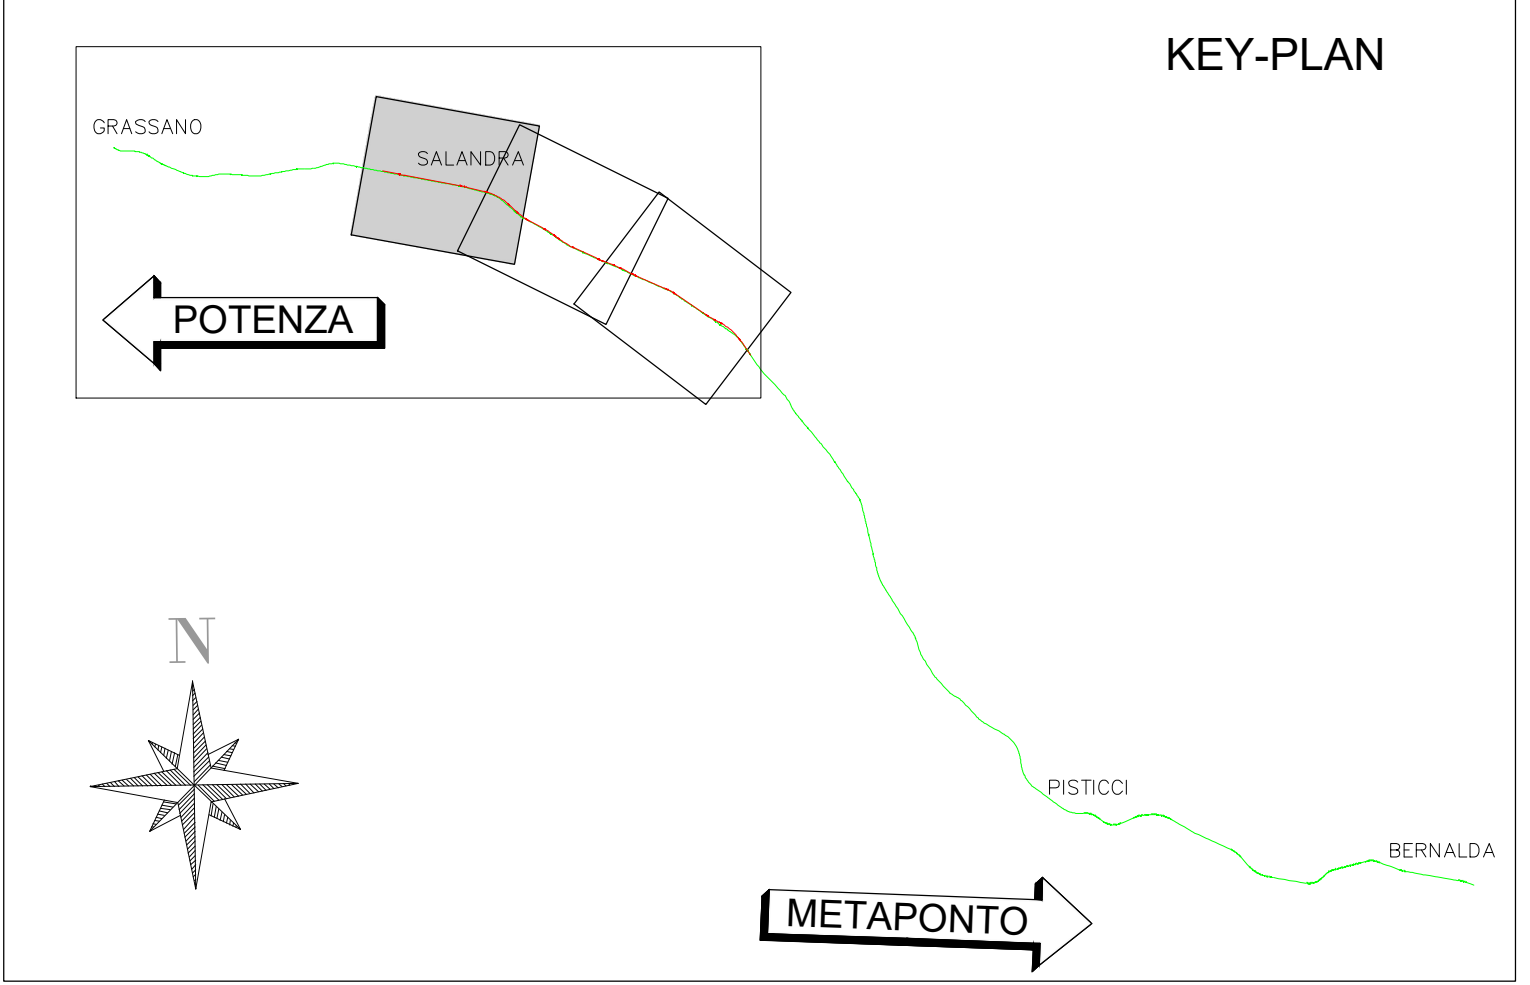 KEY-PLAN
GRASSANO
SALANDRA
POTENZA
N
PISTICCI
BERNALDA
METAPONTO